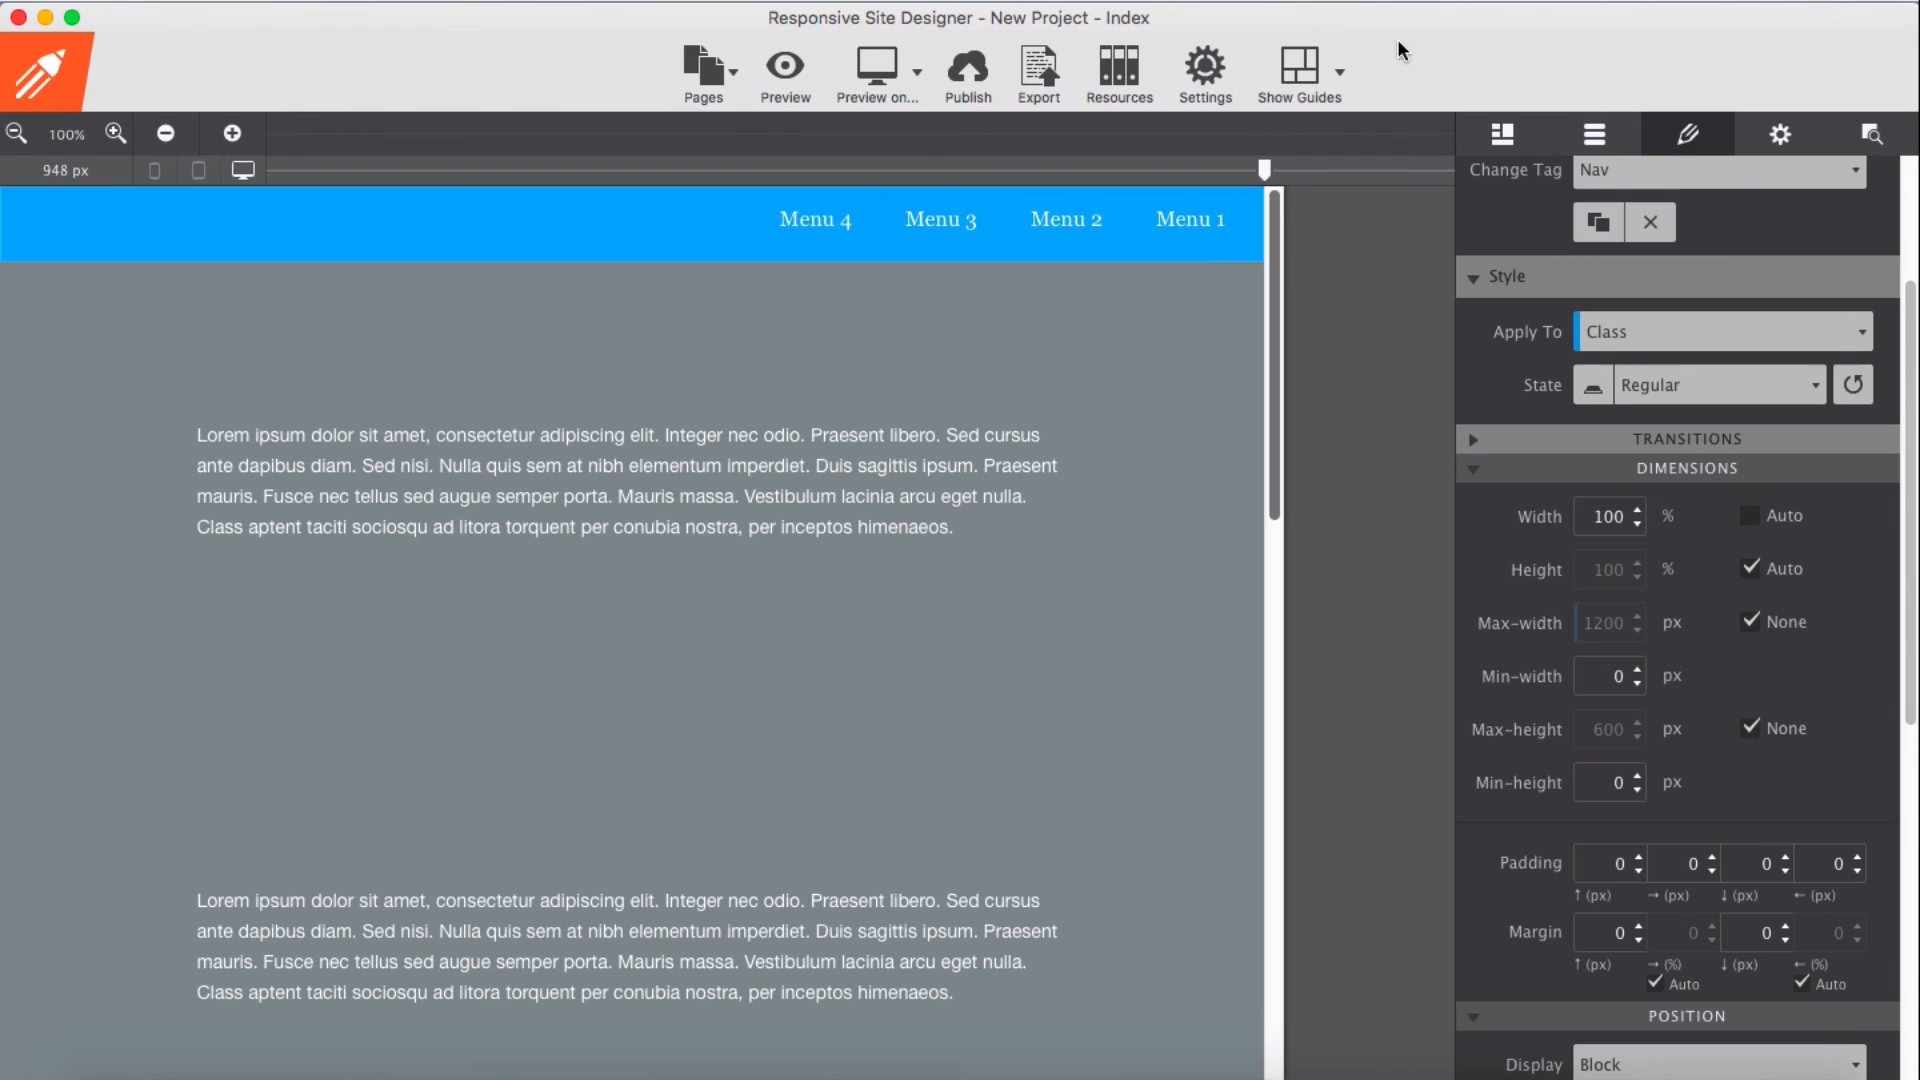 Responsive Site Designer - New Project - Index
Pages
Preview
Preview on...
Publish
Export
Resources
Settings
Show Guides
100%
948 px
Menu 4
Menu 3
Menu 2
Menu 1
Lorem ipsum dolor sit amet, consectetur adipiscing elit. Integer nec odio. Praesent libero. Sed cursus
ante dapibus diam. Sed nisi. Nulla quis sem at nibh elementum imperdiet. Duis sagittis ipsum. Praesent
mauris. Fusce nec tellus sed augue semper porta. Mauris massa. Vestibulum lacinia arcu eget nulla.
Class aptent taciti sociosqu ad litora torquent per conubia nostra, per inceptos himenaeos.
Lorem ipsum dolor sit amet, consectetur adipiscing elit. Integer nec odio. Praesent libero. Sed cursus
ante dapibus diam. Sed nisi. Nulla quis sem at nibh elementum imperdiet. Duis sagittis ipsum. Praesent
mauris. Fusce nec tellus sed augue semper porta. Mauris massa. Vestibulum lacinia arcu eget nulla.
Class aptent taciti sociosqu ad litora torquent per conubia nostra, per inceptos himenaeos.
Change Tag Nav
Style
Apply To Class
State Regular
TRANSITIONS
DIMENSIONS
Width 100 % Auto
Height 100 % Auto
Max-width 1200 px None
Min-width 0 px
Max-height 600 px None
Min-height 0 px
Padding 0 0 0 0
↑ (px) → (px) ↓ (px) ← (px)
Margin 0 0 0 0
↑ (px) → (%) ↓ (px) ← (%)
Auto Auto
POSITION
Display Block